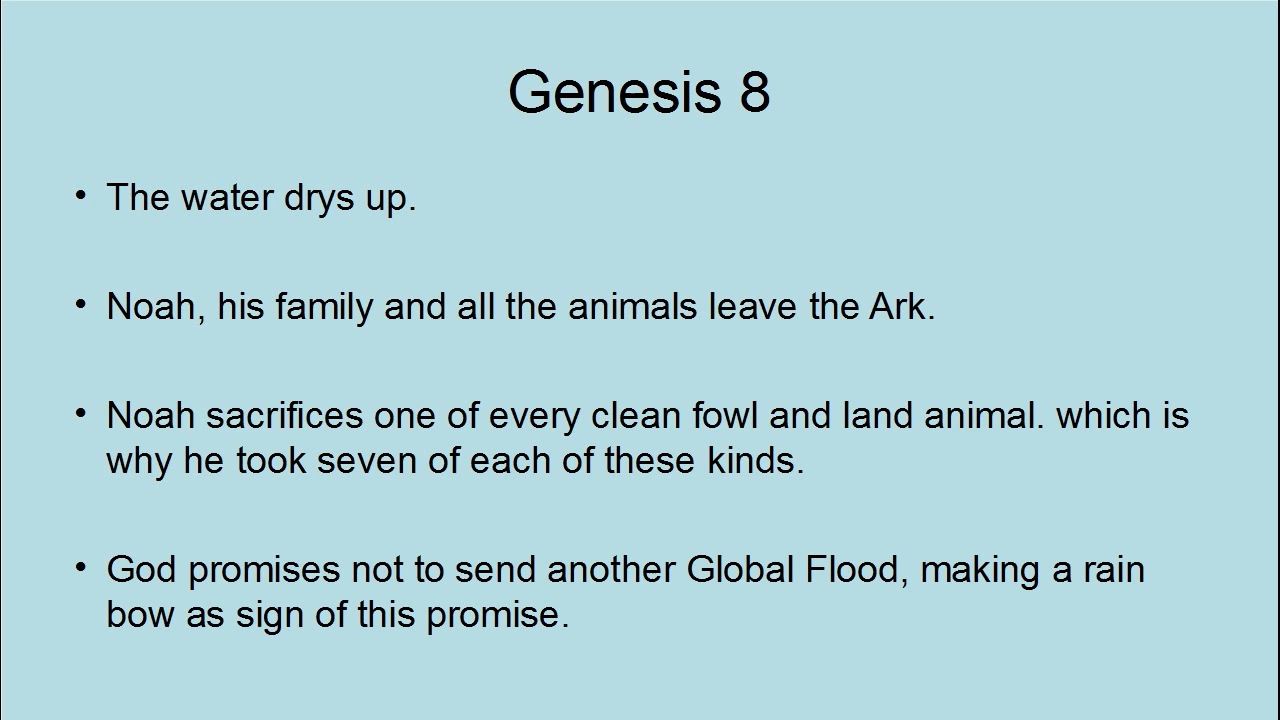 Genesis 8
• The water drys up.
• Noah, his family and all the animals leave the Ark.
• Noah sacrifices one of every clean fowl and land animal. which is
why he took seven of each of these kinds.
• God promises not to send another Global Flood, making a rain
bow as sign of this promise.